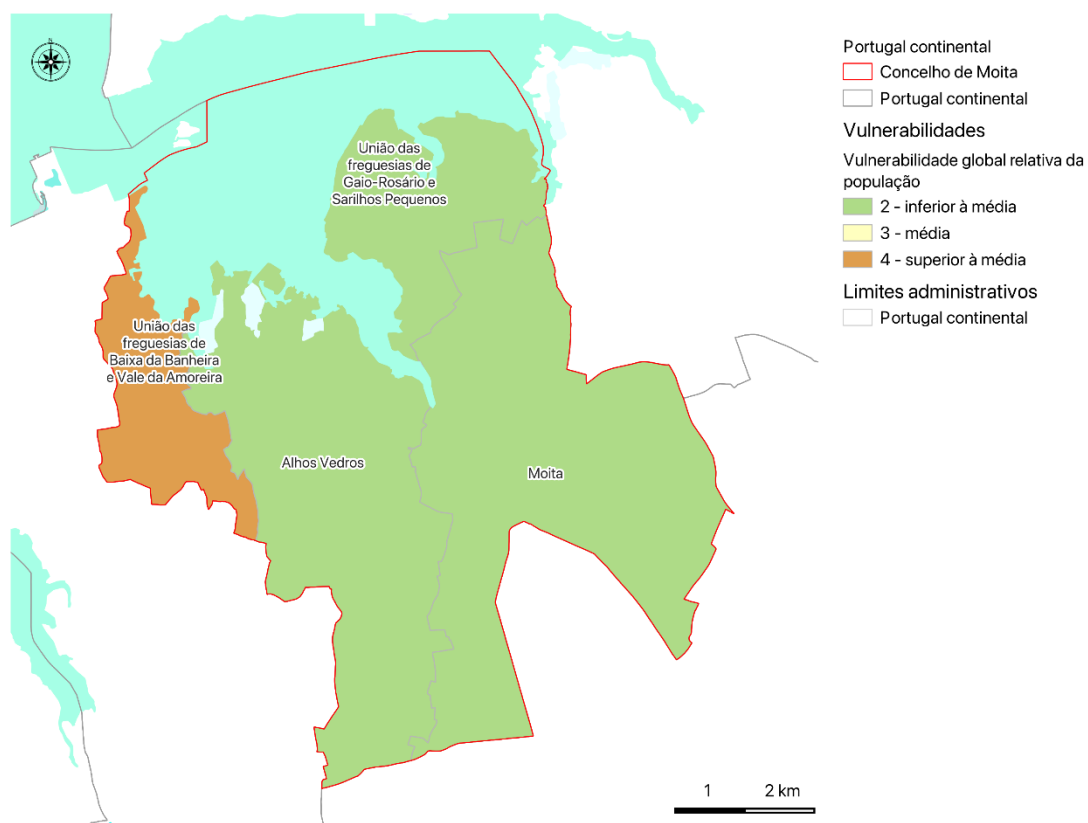 N
União das
freguesias de
Gaio-Rosário e
Sarilhos Pequenos
União das
freguesias de
Baixa da Banheira
e Vale da Amoreira
Alhos Vedros
Moita
1 2 km
Portugal continental
Concelho de Moita
Portugal continental
Vulnerabilidades
Vulnerabilidade global relativa da
população
2 - inferior à média
3 - média
4 - superior à média
Limites administrativos
Portugal continental